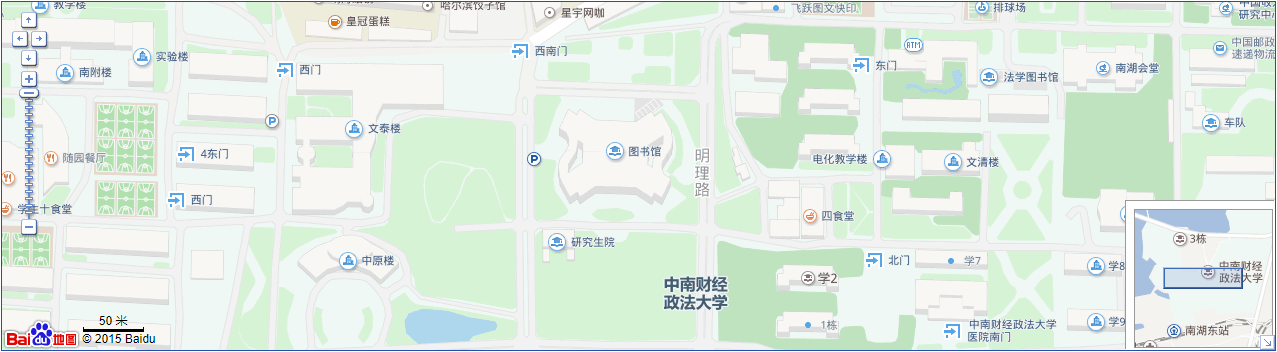 教学楼
皇冠蛋糕
哈尔滨饺子馆
星宇网咖
飞跃图文快印
排球场
研究中心
实验楼
西南门
ATM
中国邮政
速递物流
南附楼
西门
东门
法学图书馆
南湖会堂
P
文泰楼
车队
随园餐厅
4东门
P
图书馆
明理路
电化教学楼
文清楼
西门
学生十食堂
四食堂
研究生院
3栋
中原楼
北门
学7
学8
中南财经
政法大学
学2
中南财经
政法大学
50 米
1栋
中南财经政法大学
医院南门
学9
南湖东站
Bai du 地图
© 2015 Baidu